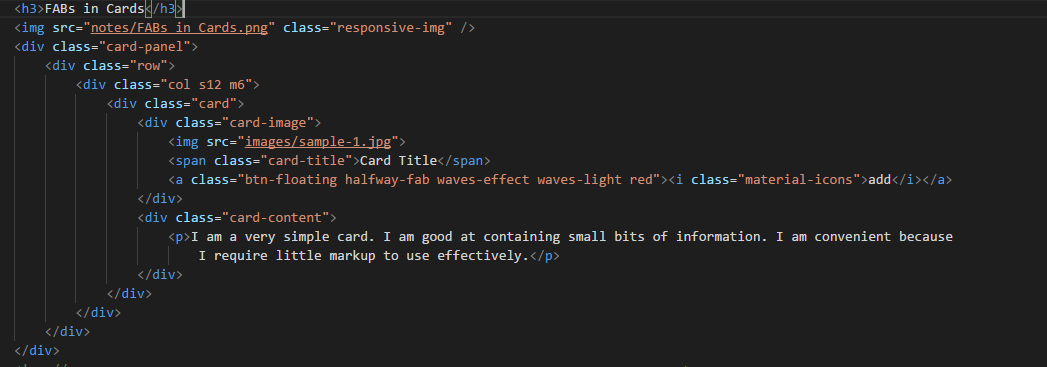 <h3>FABs in Cards</h3>
<img src="notes/FABs in Cards.png" class="responsive-img" />
<div class="card-panel">
<div class="row">
<div class="col s12 m6">
<div class="card">
<div class="card-image">
<img src="images/sample-1.jpg">
<span class="card-title">Card Title</span>
<a class="btn-floating halfway-fab waves-effect waves-light red"><i class="material-icons">add</i></a>
</div>
<div class="card-content">
<p>I am a very simple card. I am good at containing small bits of information. I am convenient because
I require little markup to use effectively.</p>
</div>
</div>
</div>
</div>
</div>